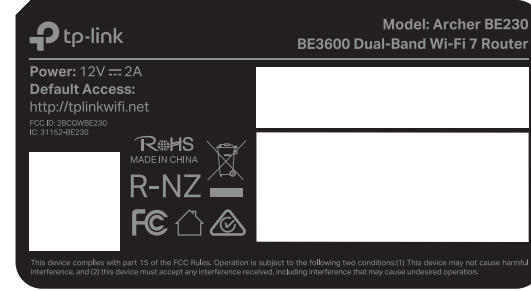 tp-link
Model: Archer BE230
BE3600 Dual-Band Wi-Fi 7 Router
Power: 12V ⎓ 2A
Default Access:
http://tplinkwifi.net
FCC ID: 2BCGWBE230
IC: 31152-BE230
RoHS
MADE IN CHINA
R-NZ
FC
This device complies with part 15 of the FCC Rules. Operation is subject to the following two conditions:(1) This device may not cause harmful
interference, and (2) this device must accept any interference received, including interference that may cause undesired operation.